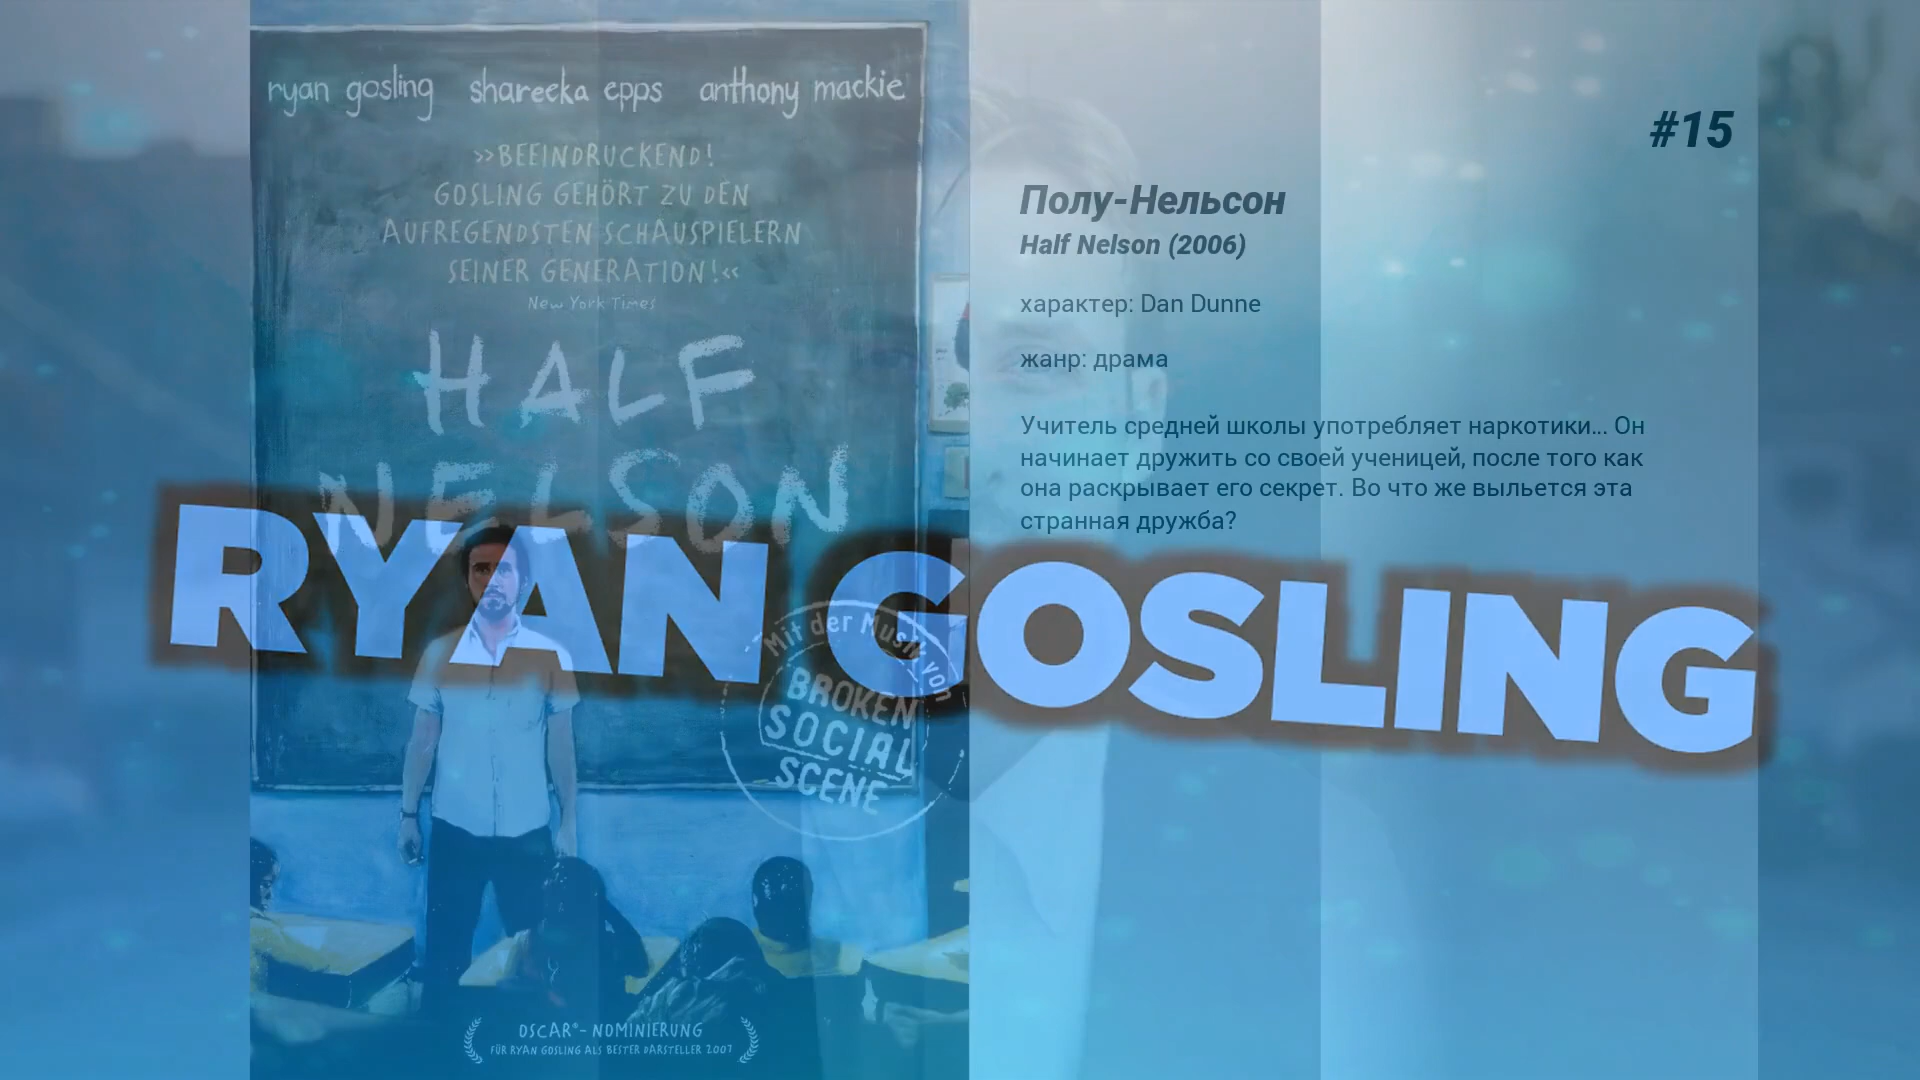 ryan gosling shareeka epps anthony mackie
»BEEINDRUCKEND!
GOSLING GEHÖRT ZU DEN
AUFREGENDSTEN SCHAUSPIELERN
SEINER GENERATION!«
New York Times
HALF
NELSON
#15
Полу-Нельсон
Half Nelson (2006)
характер: Dan Dunne
жанр: драма
Учитель средней школы употребляет наркотики... Он
начинает дружить со своей ученицей, после того как
она раскрывает его секрет. Во что же выльется эта
странная дружба?
RYAN GOSLING
Mit der Musik von
BROKEN
SOCIAL
SCENE
OSCAR®-NOMINIERUNG
FÜR RYAN GOSLING ALS BESTER DARSTELLER 2007